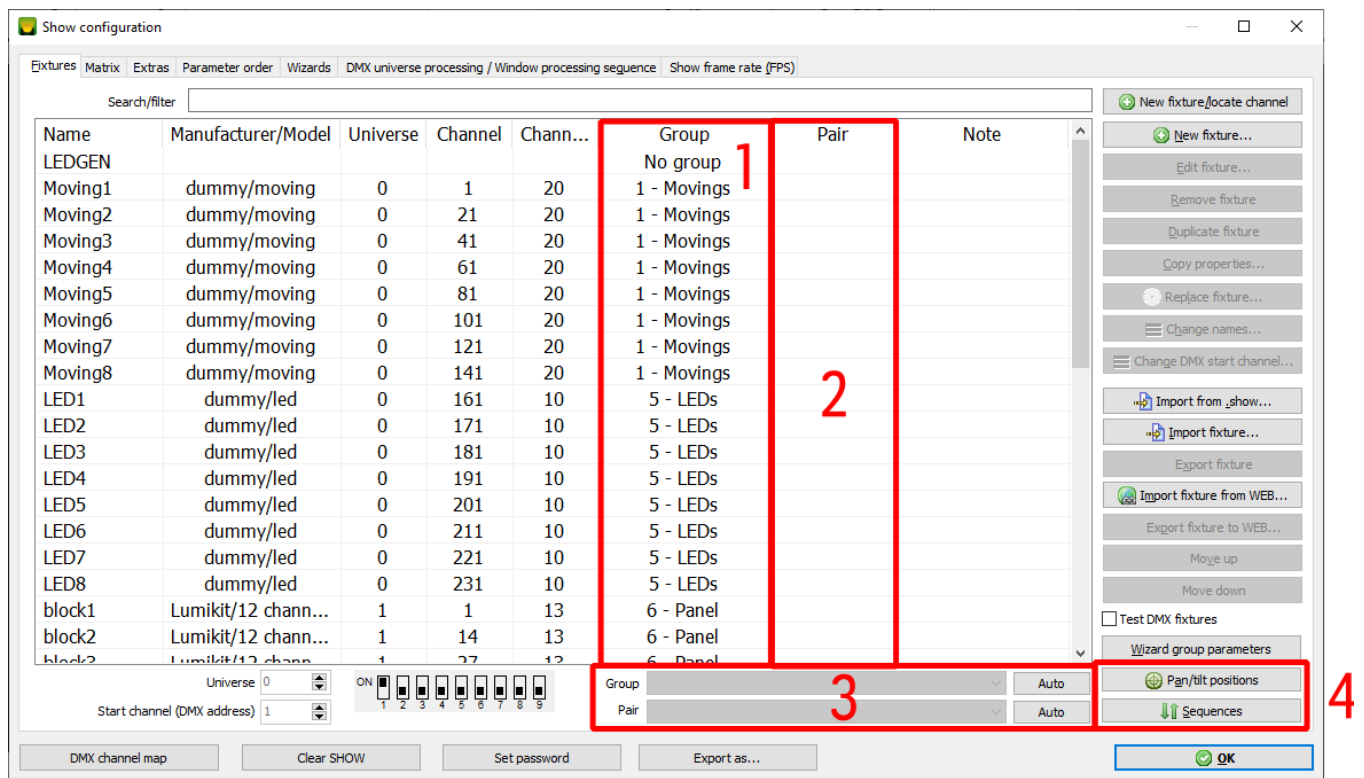 Show configuration
Fixtures Matrix Extras Parameter order Wizards DMX universe processing / Window processing sequence Show frame rate (FPS)
Search/filter
New fixture/locate channel
Name Manufacturer/Model Universe Channel Chann... Group Pair Note
New fixture...
LEDGEN No group
Edit fixture...
Moving1 dummy/moving 0 1 20 1 - Movings
Remove fixture
Moving2 dummy/moving 0 21 20 1 - Movings
Duplicate fixture
Moving3 dummy/moving 0 41 20 1 - Movings
Copy properties...
Moving4 dummy/moving 0 61 20 1 - Movings
Moving5 dummy/moving 0 81 20 1 - Movings
Replace fixture...
Moving6 dummy/moving 0 101 20 1 - Movings
Change names...
Moving7 dummy/moving 0 121 20 1 - Movings
Change DMX start channel...
Moving8 dummy/moving 0 141 20 1 - Movings
LED1 dummy/led 0 161 10 5 - LEDs
Import from .show...
LED2 dummy/led 0 171 10 5 - LEDs
Import fixture...
LED3 dummy/led 0 181 10 5 - LEDs
Export fixture
LED4 dummy/led 0 191 10 5 - LEDs
Import fixture from WEB...
LED5 dummy/led 0 201 10 5 - LEDs
Export fixture to WEB...
LED6 dummy/led 0 211 10 5 - LEDs
LED7 dummy/led 0 221 10 5 - LEDs
Move up
LED8 dummy/led 0 231 10 5 - LEDs
Move down
block1 Lumikit/12 chann... 1 1 13 6 - Panel
Test DMX fixtures
block2 Lumikit/12 chann... 1 14 13 6 - Panel
Wizard group parameters
block3 Lumikit/12 chann 1 27 13 6 - Panel
1
2
3
4
Universe 0
ON
1 2 3 4 5 6 7 8 9
Group Auto
Pan/tilt positions
Start channel (DMX address) 1
Pair Auto
Sequences
DMX channel map Clear SHOW Set password Export as... OK